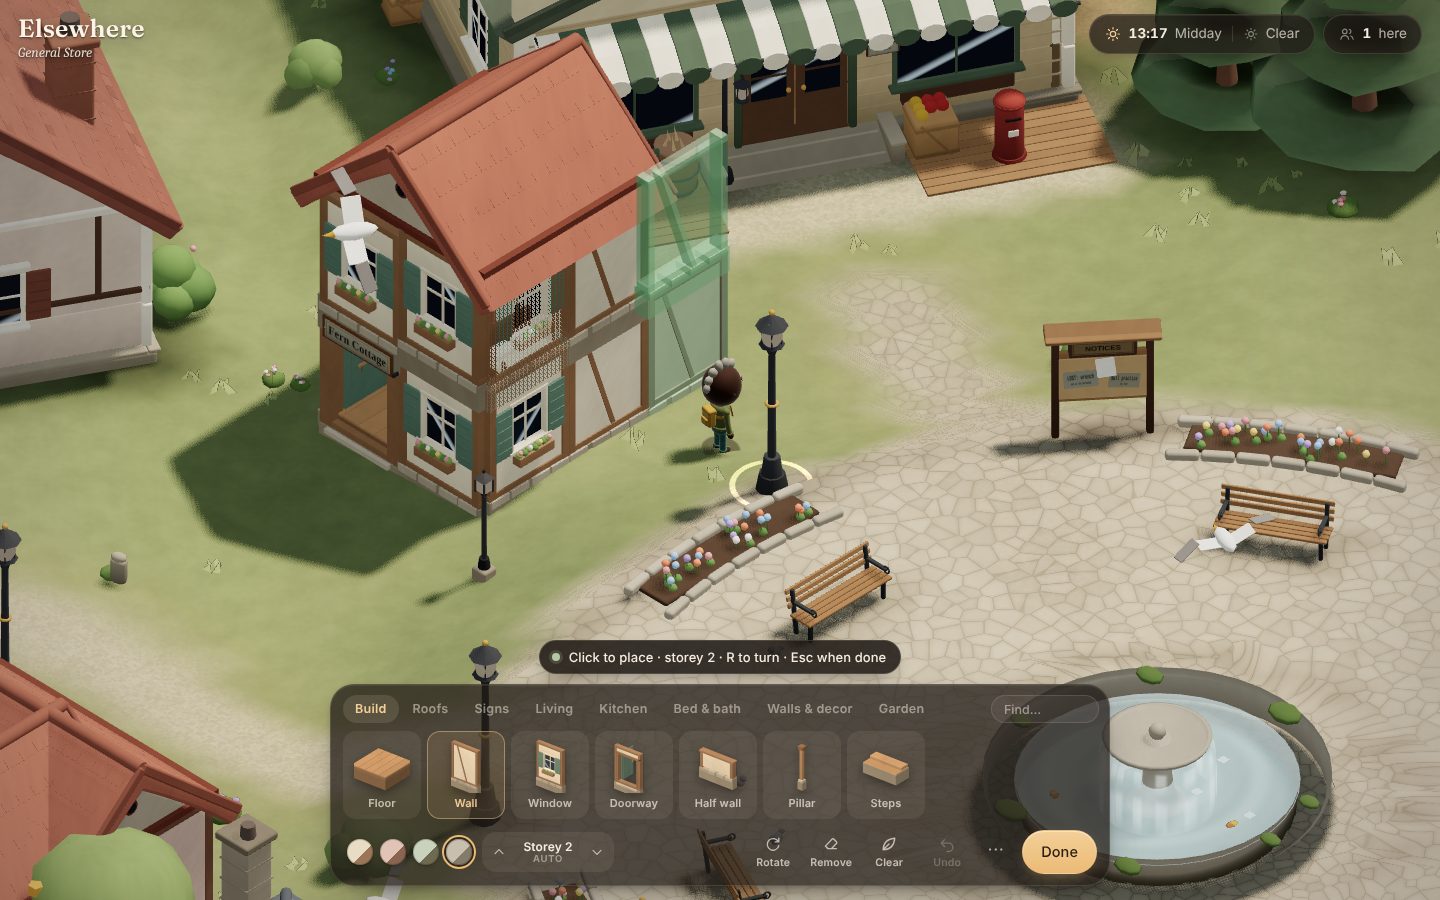 Elsewhere
General Store
13:17 Midday Clear
1 here
Fern Cottage
NOTICES
Click to place · storey 2 · R to turn · Esc when done
Build Roofs Signs Living Kitchen Bed & bath Walls & decor Garden Find...
Floor Wall Window Doorway Half wall Pillar Steps
Storey 2
AUTO
Rotate Remove Clear Undo ... Done